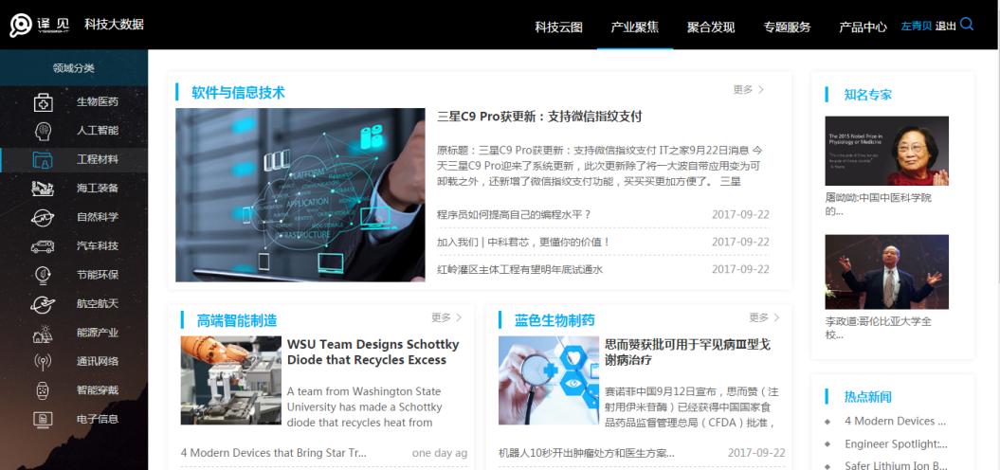 译 见
YEESIGHT
科技大数据
科技云图
产业聚焦
聚合发现
专题服务
产品中心
左青贝 退出
领域分类
生物医药
人工智能
工程材料
海工装备
自然科学
汽车科技
节能环保
航空航天
能源产业
通讯网络
智能穿戴
电子信息
软件与信息技术
更多 >
PLATFORM
APPLICATION
INFRASTRUCTURE
三星C9 Pro获更新：支持微信指纹支付
原标题：三星C9 Pro获更新：支持微信指纹支付 IT之家9月22日消息 今
天三星C9 Pro迎来了系统更新，此次更新除了将一大波自带应用变为可
卸载之外，还新增了微信指纹支付功能，买买买更加方便了。 三星
程序员如何提高自己的编程水平？ 2017-09-22
加入我们 | 中科君芯，更懂你的价值！ 2017-09-22
红岭灌区主体工程有望明年底试通水 2017-09-22
高端智能制造
更多 >
WSU Team Designs Schottky
Diode that Recycles Excess
A team from Washington State
University has made a Schottky
diode that recycles heat from
4 Modern Devices that Bring Star Tr... one day ag
蓝色生物制药
更多 >
思而赞获批可用于罕见病Ⅲ型戈
谢病治疗
赛诺菲中国9月12日宣布，思而赞（注
射用伊米苷酶）已经获得中国国家食
品药品监督管理总局（CFDA）批准，
机器人10秒开出肿瘤处方和医生方案... 2017-09-22
知名专家
The 2015 Nobel Prize in
Physiology or Medicine
屠呦呦:中国中医科学院
的...
李政道:哥伦比亚大学全
校...
热点新闻
4 Modern Devices ...
Engineer Spotlight:...
Safer Lithium Ion B...